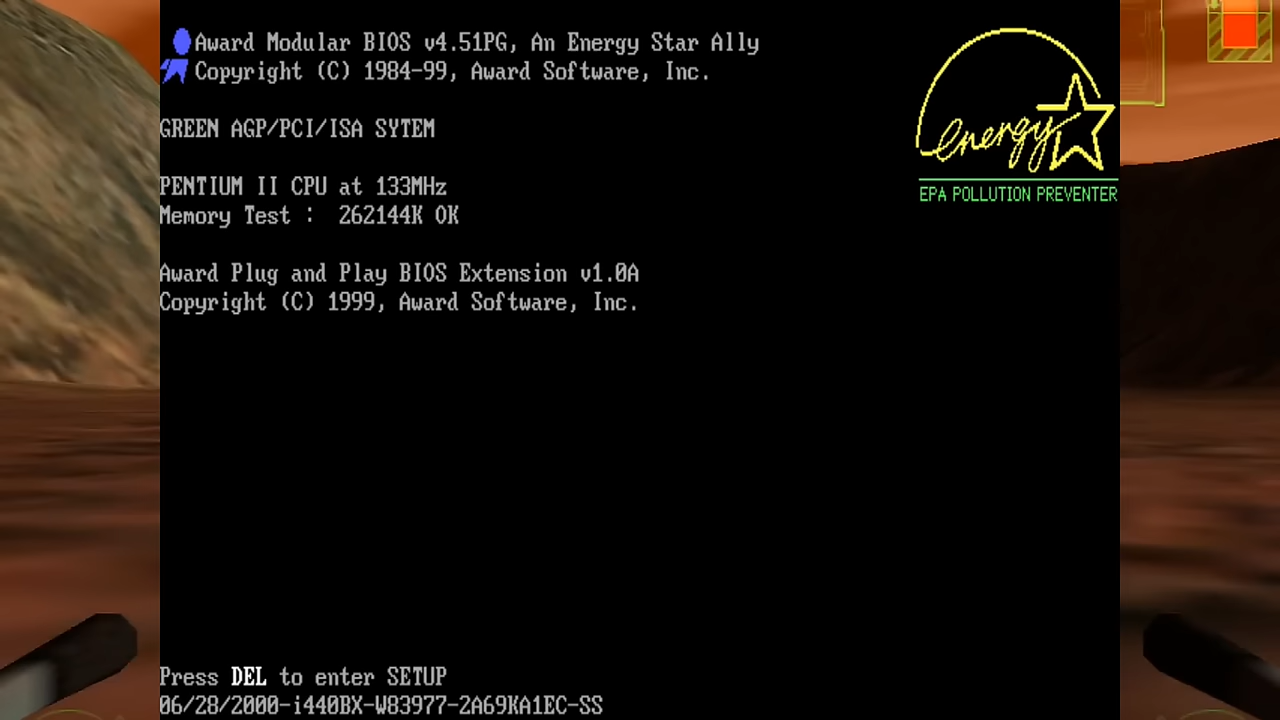 Award Modular BIOS v4.51PG, An Energy Star Ally
Copyright (C) 1984-99, Award Software, Inc.
energy
EPA POLLUTION PREVENTER
GREEN AGP/PCI/ISA SYTEM
PENTIUM II CPU at 133MHz
Memory Test :  262144K OK
Award Plug and Play BIOS Extension v1.0A
Copyright (C) 1999, Award Software, Inc.
Press DEL to enter SETUP
06/28/2000-i440BX-W83977-2A69KA1EC-SS